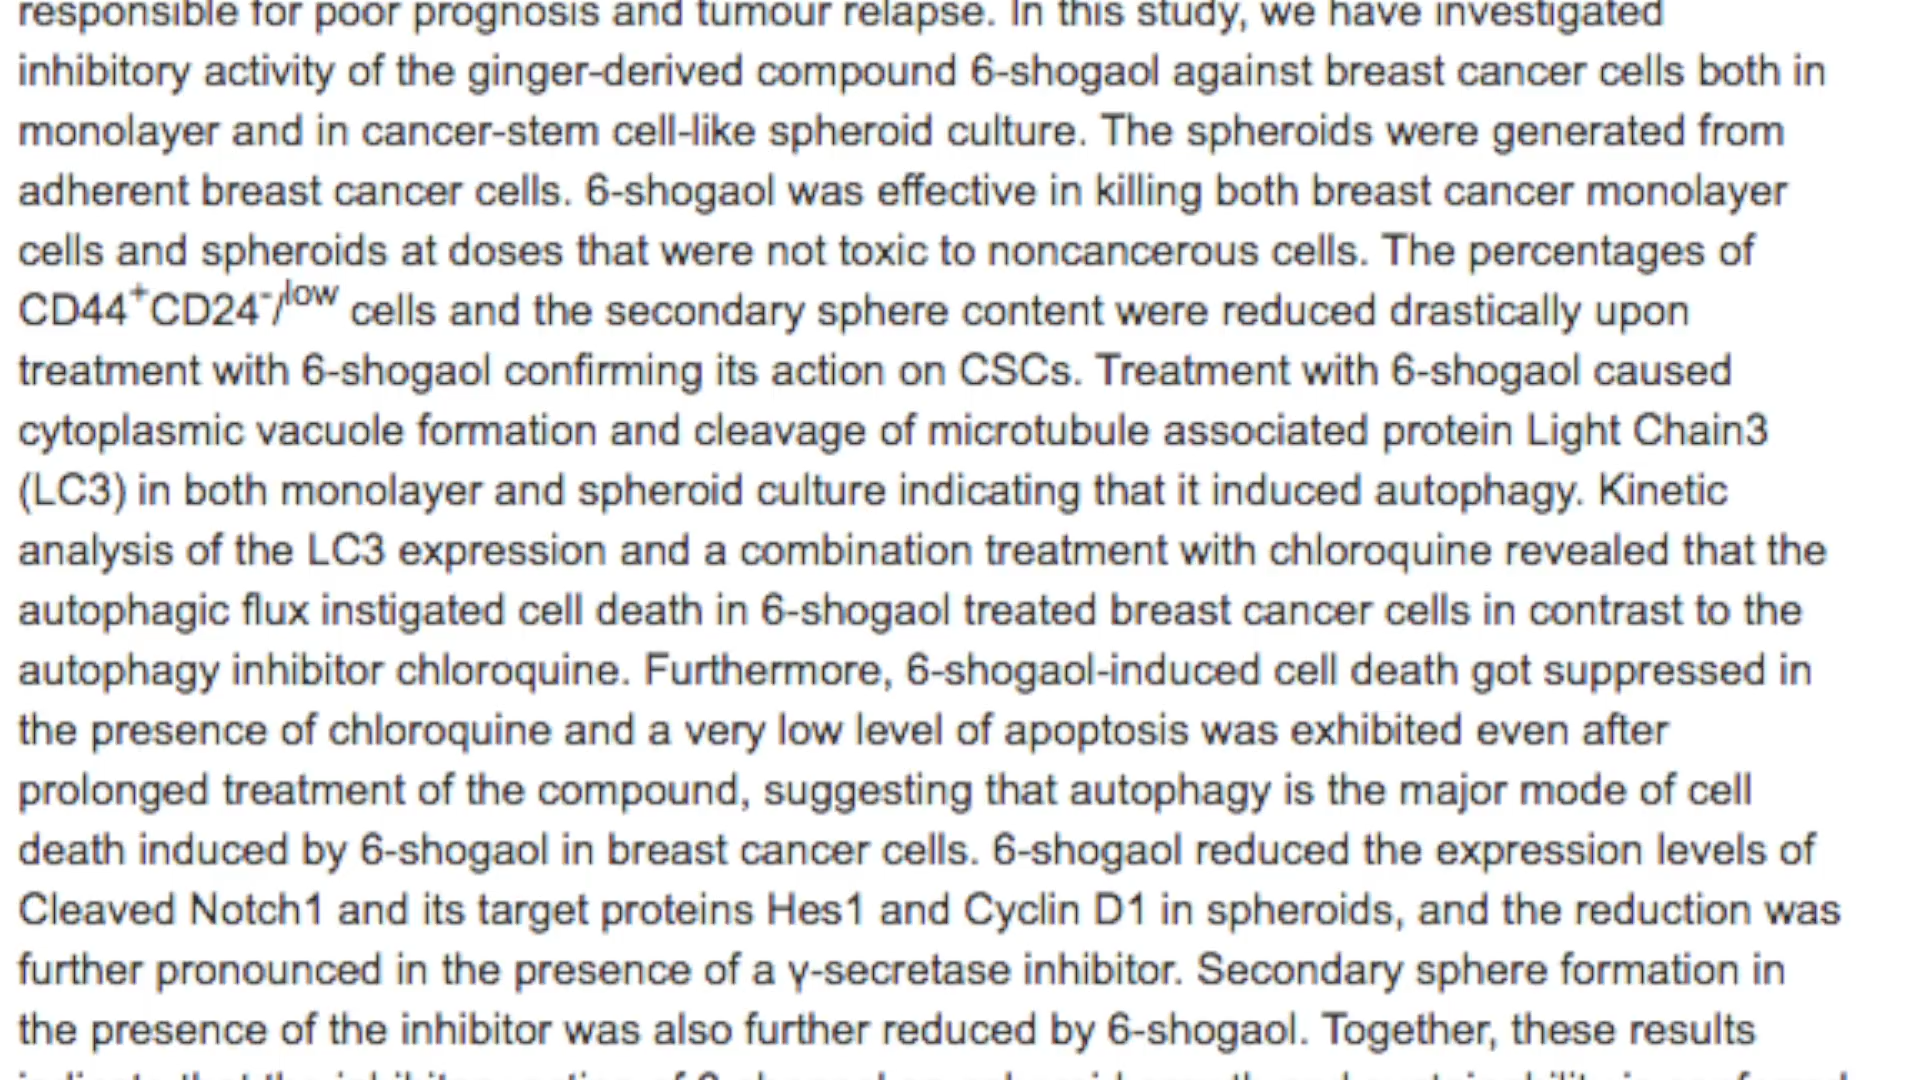 responsible for poor prognosis and tumour relapse. In this study, we have investigated
inhibitory activity of the ginger-derived compound 6-shogaol against breast cancer cells both in
monolayer and in cancer-stem cell-like spheroid culture. The spheroids were generated from
adherent breast cancer cells. 6-shogaol was effective in killing both breast cancer monolayer
cells and spheroids at doses that were not toxic to noncancerous cells. The percentages of
CD44⁺CD24⁻/ˡᵒʷ cells and the secondary sphere content were reduced drastically upon
treatment with 6-shogaol confirming its action on CSCs. Treatment with 6-shogaol caused
cytoplasmic vacuole formation and cleavage of microtubule associated protein Light Chain3
(LC3) in both monolayer and spheroid culture indicating that it induced autophagy. Kinetic
analysis of the LC3 expression and a combination treatment with chloroquine revealed that the
autophagic flux instigated cell death in 6-shogaol treated breast cancer cells in contrast to the
autophagy inhibitor chloroquine. Furthermore, 6-shogaol-induced cell death got suppressed in
the presence of chloroquine and a very low level of apoptosis was exhibited even after
prolonged treatment of the compound, suggesting that autophagy is the major mode of cell
death induced by 6-shogaol in breast cancer cells. 6-shogaol reduced the expression levels of
Cleaved Notch1 and its target proteins Hes1 and Cyclin D1 in spheroids, and the reduction was
further pronounced in the presence of a γ-secretase inhibitor. Secondary sphere formation in
the presence of the inhibitor was also further reduced by 6-shogaol. Together, these results